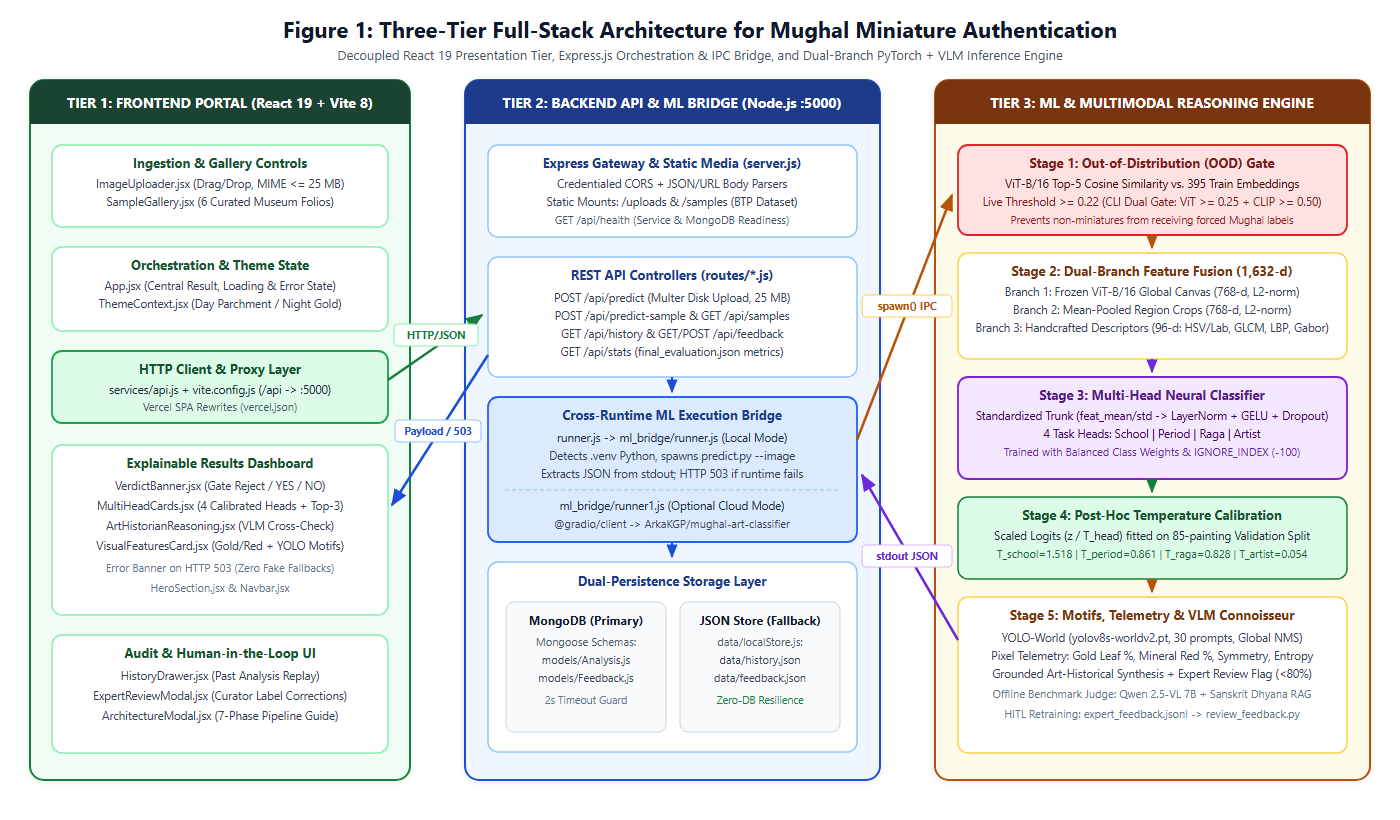 Figure 1: Three-Tier Full-Stack Architecture for Mughal Miniature Authentication
Decoupled React 19 Presentation Tier, Express.js Orchestration & IPC Bridge, and Dual-Branch PyTorch + VLM Inference Engine
TIER 1: FRONTEND PORTAL (React 19 + Vite 8)
Ingestion & Gallery Controls
ImageUploader.jsx (Drag/Drop, MIME <= 25 MB)
SampleGallery.jsx (6 Curated Museum Folios)
Orchestration & Theme State
App.jsx (Central Result, Loading & Error State)
ThemeContext.jsx (Day Parchment / Night Gold)
HTTP Client & Proxy Layer
services/api.js + vite.config.js (/api -> :5000)
Vercel SPA Rewrites (vercel.json)
Explainable Results Dashboard
VerdictBanner.jsx (Gate Reject / YES / NO)
MultiHeadCards.jsx (4 Calibrated Heads + Top-3)
ArtHistorianReasoning.jsx (VLM Cross-Check)
VisualFeaturesCard.jsx (Gold/Red + YOLO Motifs)
Error Banner on HTTP 503 (Zero Fake Fallbacks)
HeroSection.jsx & Navbar.jsx
Audit & Human-in-the-Loop UI
HistoryDrawer.jsx (Past Analysis Replay)
ExpertReviewModal.jsx (Curator Label Corrections)
ArchitectureModal.jsx (7-Phase Pipeline Guide)
HTTP/JSON
Payload / 503
TIER 2: BACKEND API & ML BRIDGE (Node.js :5000)
Express Gateway & Static Media (server.js)
Credentialed CORS + JSON/URL Body Parsers
Static Mounts: /uploads & /samples (BTP Dataset)
GET /api/health (Service & MongoDB Readiness)
REST API Controllers (routes/*.js)
POST /api/predict (Multer Disk Upload, 25 MB)
POST /api/predict-sample & GET /api/samples
GET /api/history & GET/POST /api/feedback
GET /api/stats (final_evaluation.json metrics)
Cross-Runtime ML Execution Bridge
runner.js -> ml_bridge/runner.js (Local Mode)
Detects .venv Python, spawns predict.py --image
Extracts JSON from stdout; HTTP 503 if runtime fails
ml_bridge/runner1.js (Optional Cloud Mode)
@gradio/client -> ArkaKGP/mughal-art-classifier
Dual-Persistence Storage Layer
MongoDB (Primary)
Mongoose Schemas:
models/Analysis.js
models/Feedback.js
2s Timeout Guard
JSON Store (Fallback)
data/localStore.js:
data/history.json
data/feedback.json
Zero-DB Resilience
spawn() IPC
stdout JSON
TIER 3: ML & MULTIMODAL REASONING ENGINE
Stage 1: Out-of-Distribution (OOD) Gate
ViT-B/16 Top-5 Cosine Similarity vs. 395 Train Embeddings
Live Threshold >= 0.22 (CLI Dual Gate: ViT >= 0.25 + CLIP >= 0.50)
Prevents non-miniatures from receiving forced Mughal labels
Stage 2: Dual-Branch Feature Fusion (1,632-d)
Branch 1: Frozen ViT-B/16 Global Canvas (768-d, L2-norm)
Branch 2: Mean-Pooled Region Crops (768-d, L2-norm)
Branch 3: Handcrafted Descriptors (96-d: HSV/Lab, GLCM, LBP, Gabor)
Stage 3: Multi-Head Neural Classifier
Standardized Trunk (feat_mean/std -> LayerNorm + GELU + Dropout)
4 Task Heads: School | Period | Raga | Artist
Trained with Balanced Class Weights & IGNORE_INDEX (-100)
Stage 4: Post-Hoc Temperature Calibration
Scaled Logits (z / T_head) fitted on 85-painting Validation Split
T_school=1.518 | T_period=0.861 | T_raga=0.828 | T_artist=0.054
Stage 5: Motifs, Telemetry & VLM Connoisseur
YOLO-World (yolov8s-worldv2.pt, 30 prompts, Global NMS)
Pixel Telemetry: Gold Leaf %, Mineral Red %, Symmetry, Entropy
Grounded Art-Historical Synthesis + Expert Review Flag (<80%)
Offline Benchmark Judge: Qwen 2.5-VL 7B + Sanskrit Dhyana RAG
HITL Retraining: expert_feedback.jsonl -> review_feedback.py